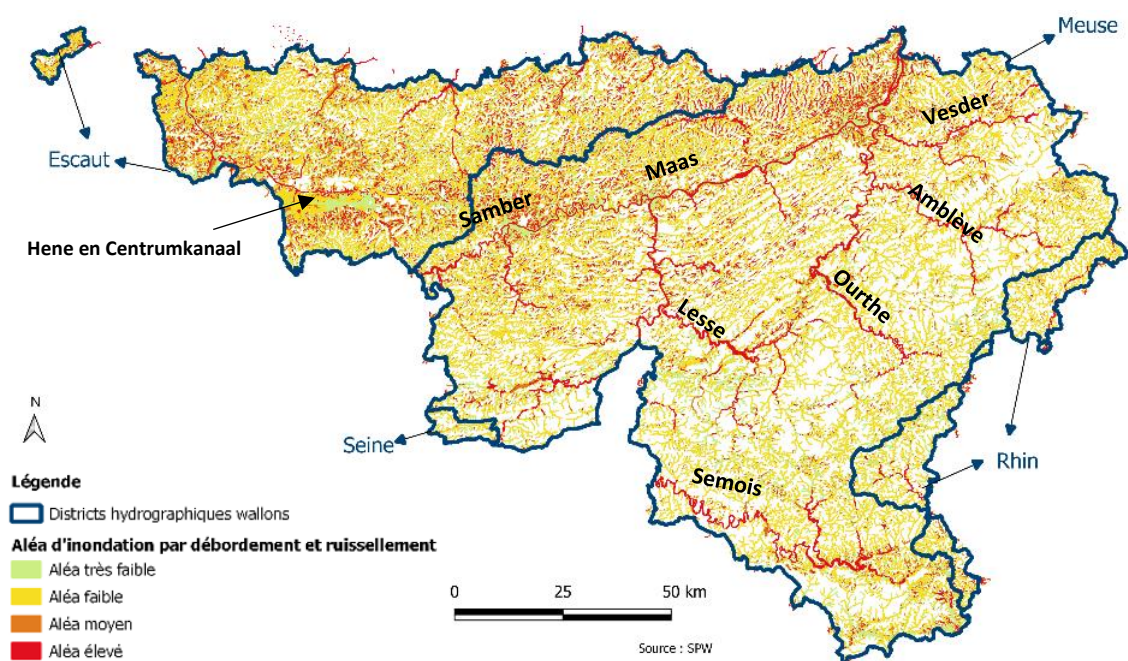 Meuse
Vesder
Escaut
Maas
Samber
Amblève
Hene en Centrumkanaal
Ourthe
Lesse
N
Seine
Rhin
Semois
Légende
Districts hydrographiques wallons
Aléa d'inondation par débordement et ruissellement
Aléa très faible
Aléa faible
Aléa moyen
Aléa élevé
0 25 50 km
Source : SPW